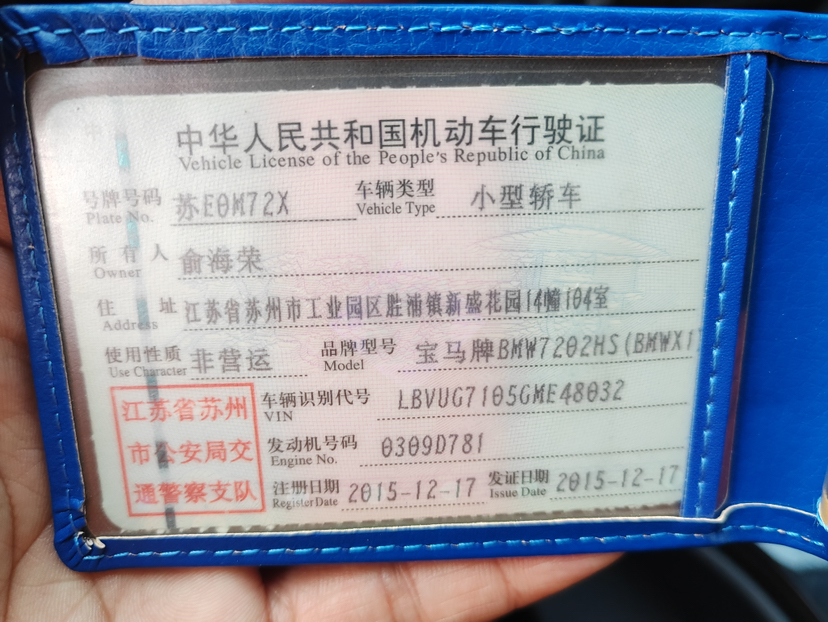 中华人民共和国机动车行驶证
Vehicle License of the People's Republic of China
号牌号码 苏E0M72X 车辆类型 小型轿车
Plate No. Vehicle Type
所有人 俞海荣
Owner
住址 江苏省苏州市工业园区胜浦镇新盛花园14幢104室
Address
使用性质 非营运 品牌型号 宝马牌BMW7202HS(BMWX1
Use Character Model
江苏省苏州 车辆识别代号 LBVUG7105GME48032
VIN
市公安局交 发动机号码 0309D781
Engine No.
通警察支队 注册日期 2015-12-17 发证日期 2015-12-17
Register Date Issue Date